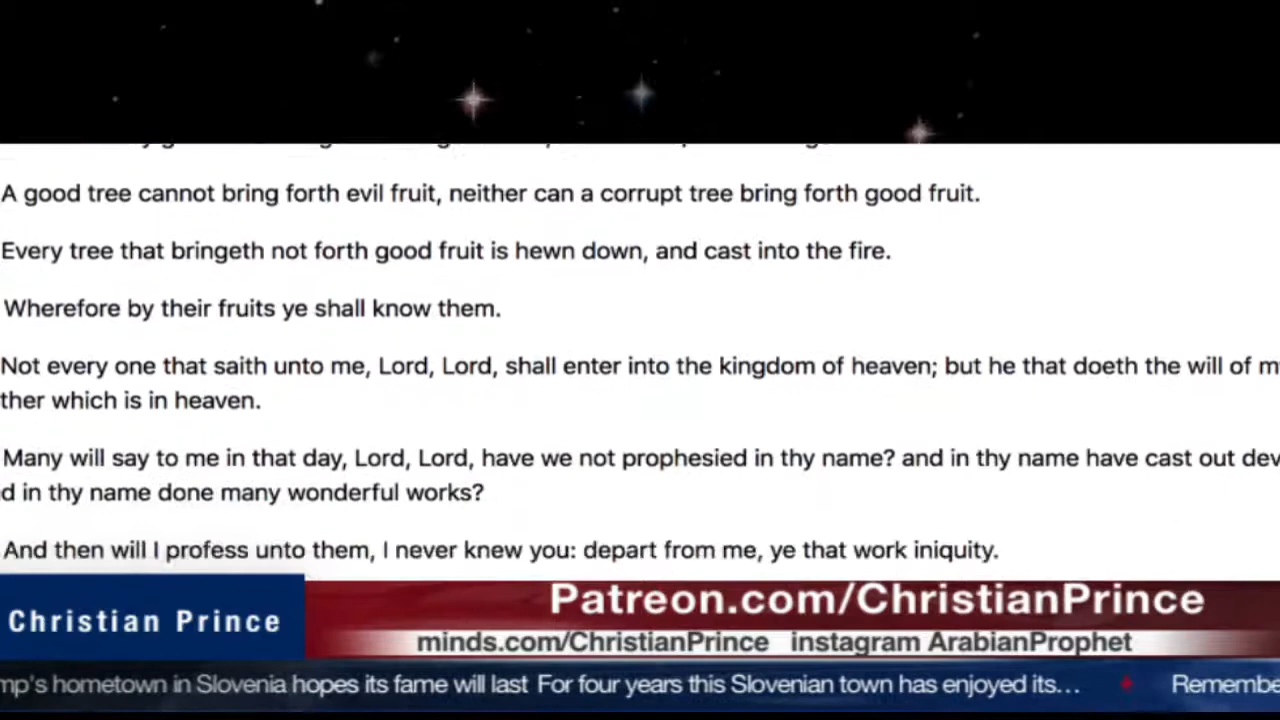 A good tree cannot bring forth evil fruit, neither can a corrupt tree bring forth good fruit.
Every tree that bringeth not forth good fruit is hewn down, and cast into the fire.
Wherefore by their fruits ye shall know them.
Not every one that saith unto me, Lord, Lord, shall enter into the kingdom of heaven; but he that doeth the will of m
ther which is in heaven.
Many will say to me in that day, Lord, Lord, have we not prophesied in thy name? and in thy name have cast out dev
d in thy name done many wonderful works?
And then will I profess unto them, I never knew you: depart from me, ye that work iniquity.
Christian Prince
Patreon.com/ChristianPrince
minds.com/ChristianPrince instagram ArabianProphet
mp's hometown in Slovenia hopes its fame will last For four years this Slovenian town has enjoyed its... Remembe